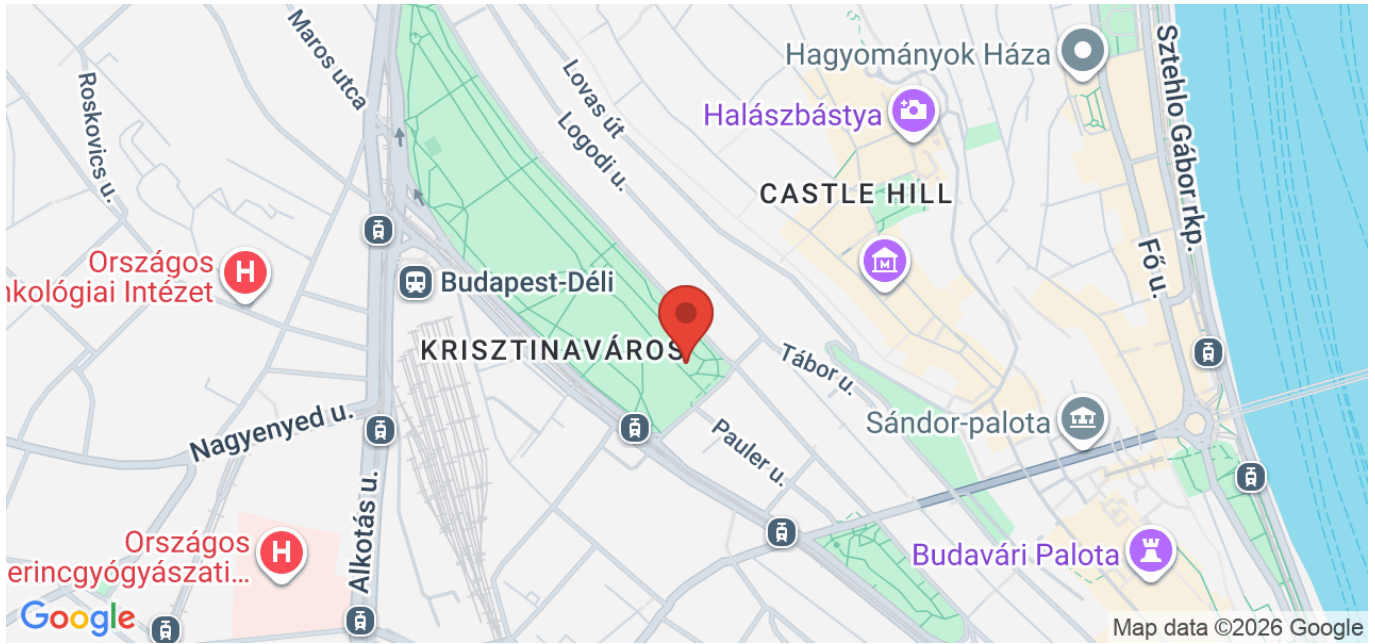 Maros utca
Roskovics u.
Lovas út
Logodi u.
Hagyományok Háza
Halászbástya
CASTLE HILL
Sztehlo Gábor rkp.
Fő u.
Országos
nkológiai Intézet
Budapest-Déli
KRISZTINAVÁROS
Tábor u.
Nagyenyed u.
Pauler u.
Sándor-palota
Alkotás u.
Országos
erincgyógyászati...
Budavári Palota
Google
Map data ©2026 Google